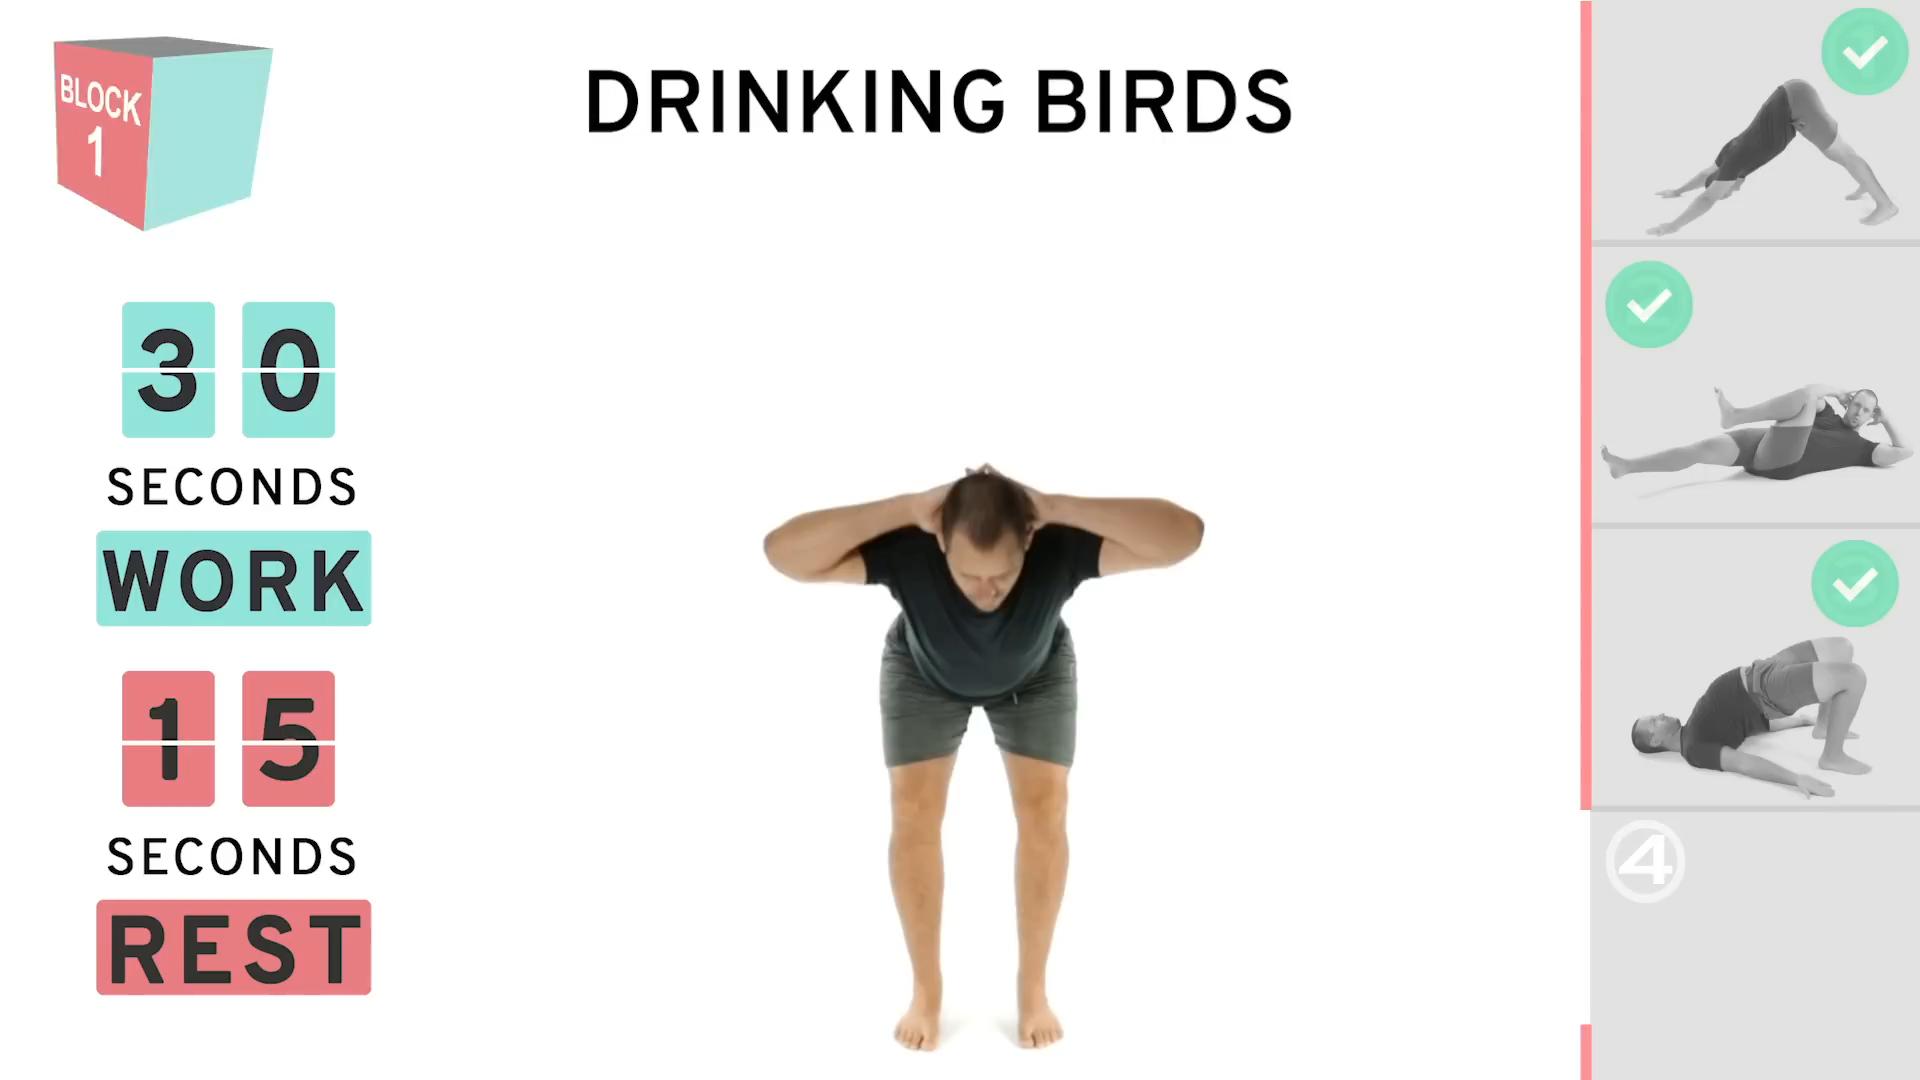 BLOCK
1
DRINKING BIRDS
30
SECONDS
WORK
15
SECONDS
REST
4